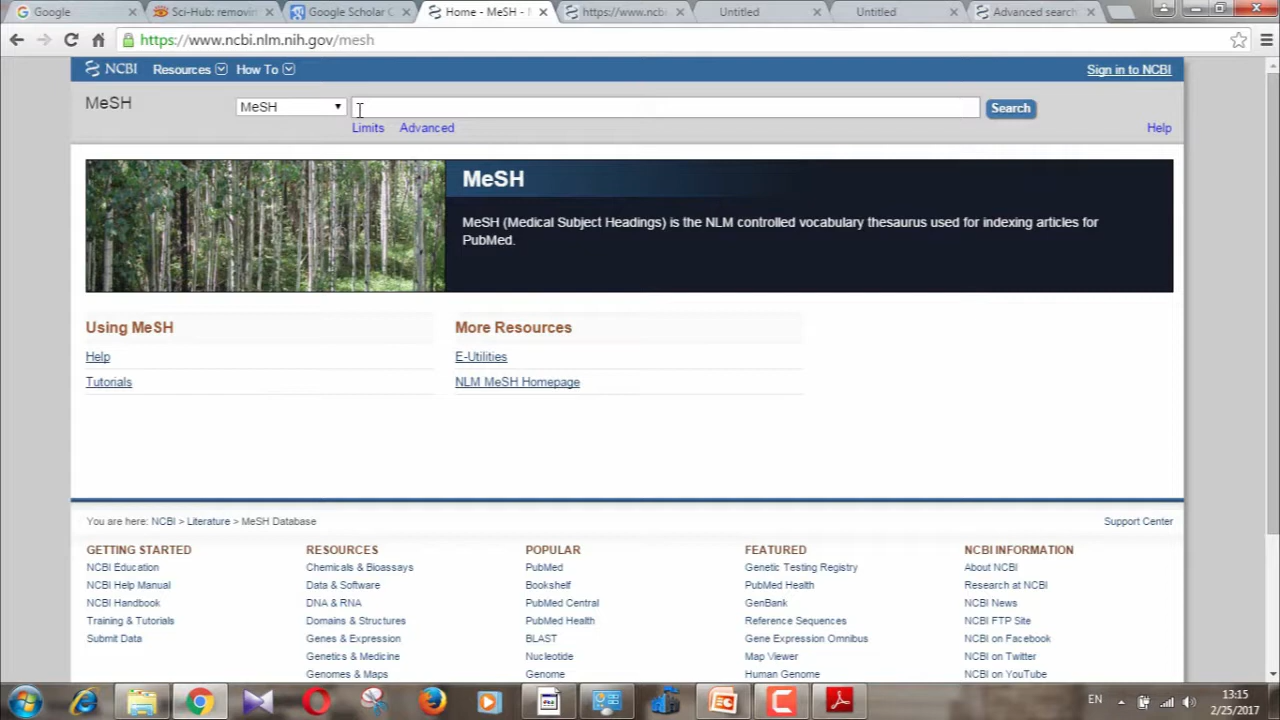 Google
Sci-Hub: removin
Google Scholar C
Home - MeSH - N
https://www.ncbi
Untitled
Untitled
Advanced search
https://www.ncbi.nlm.nih.gov/mesh
NCBI Resources How To Sign in to NCBI
MeSH MeSH Search
Limits Advanced Help
MeSH
MeSH (Medical Subject Headings) is the NLM controlled vocabulary thesaurus used for indexing articles for
PubMed.
Using MeSH
Help
Tutorials
More Resources
E-Utilities
NLM MeSH Homepage
You are here: NCBI > Literature > MeSH Database Support Center
GETTING STARTED
NCBI Education
NCBI Help Manual
NCBI Handbook
Training & Tutorials
Submit Data
RESOURCES
Chemicals & Bioassays
Data & Software
DNA & RNA
Domains & Structures
Genes & Expression
Genetics & Medicine
Genomes & Maps
POPULAR
PubMed
Bookshelf
PubMed Central
PubMed Health
BLAST
Nucleotide
Genome
FEATURED
Genetic Testing Registry
PubMed Health
GenBank
Reference Sequences
Gene Expression Omnibus
Map Viewer
Human Genome
NCBI INFORMATION
About NCBI
Research at NCBI
NCBI News
NCBI FTP Site
NCBI on Facebook
NCBI on Twitter
NCBI on YouTube
EN
13:15
2/25/2017